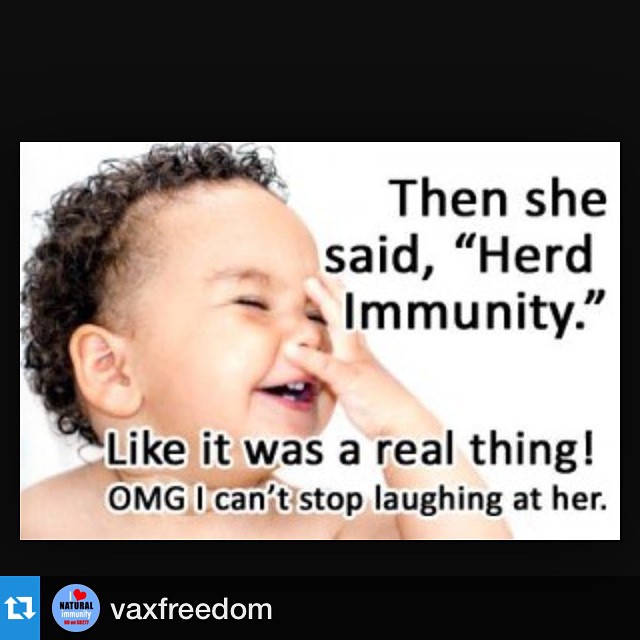 Then she
said, “Herd
Immunity.”
Like it was a real thing!
OMG I can’t stop laughing at her.
I
NATURAL
immunity
vaxfreedom